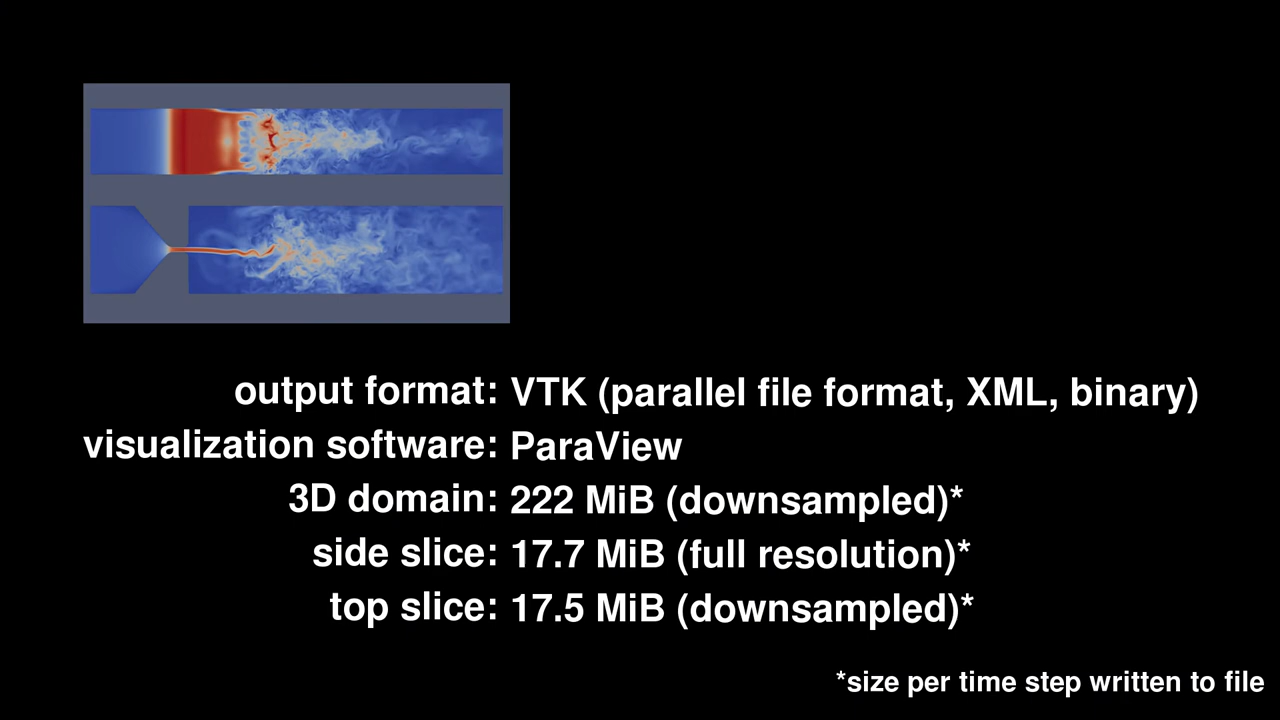 output format: VTK (parallel file format, XML, binary)
visualization software: ParaView
3D domain: 222 MiB (downsampled)*
side slice: 17.7 MiB (full resolution)*
top slice: 17.5 MiB (downsampled)*
*size per time step written to file